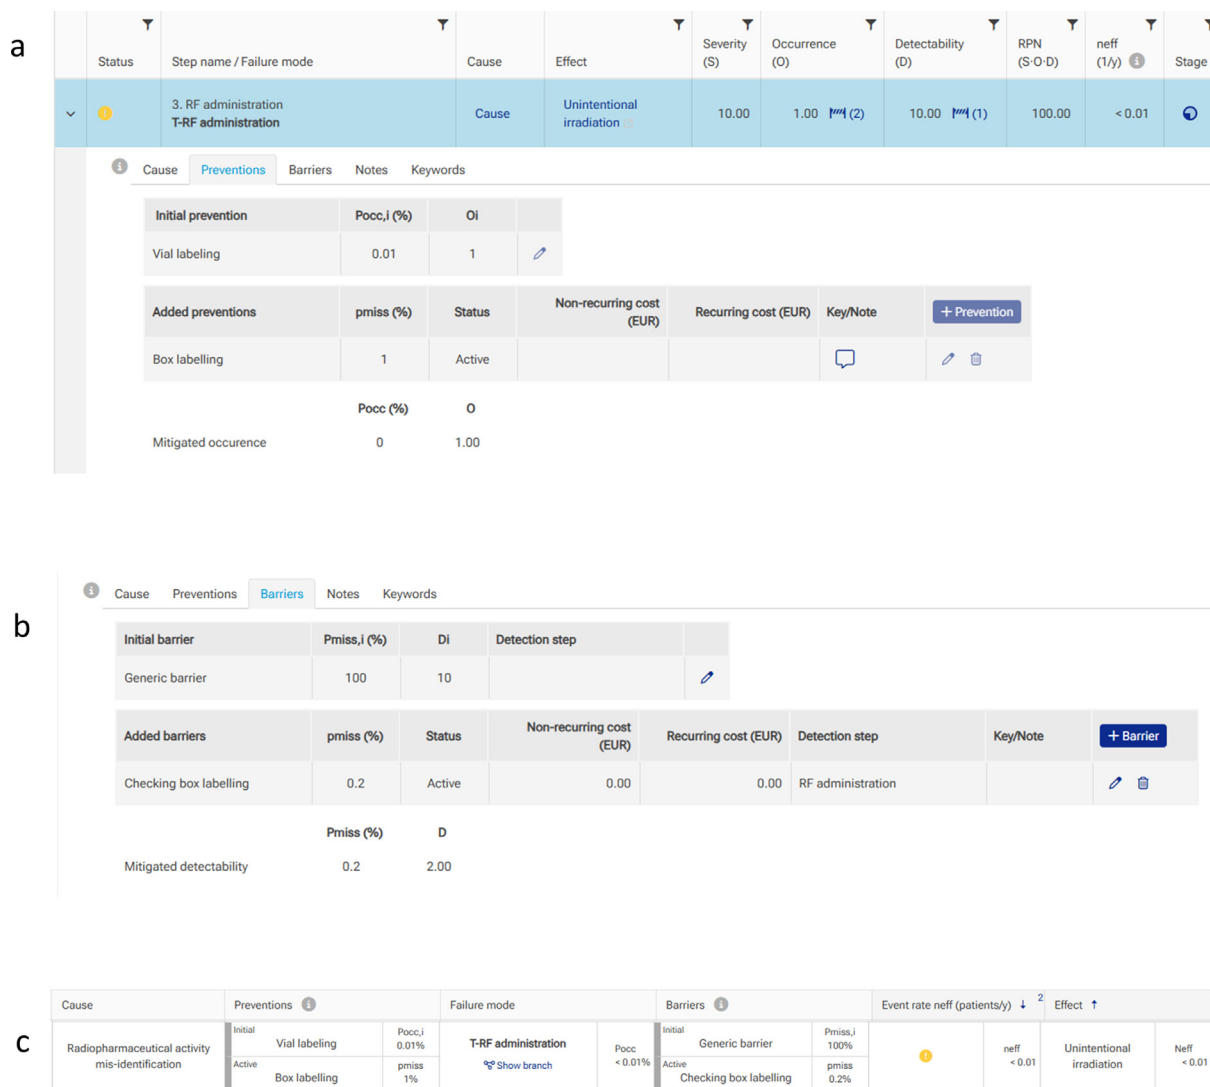 a
Status
Step name / Failure mode
Cause
Effect
Severity
(S)
Occurrence
(O)
Detectability
(D)
RPN
(S·O·D)
neff
(1/y)
Stage
3. RF administration
T-RF administration
Cause
Unintentional
irradiation
10.00
1.00 (2)
10.00 (1)
100.00
< 0.01
Cause Preventions Barriers Notes Keywords
Initial prevention Pocc,i (%) Oi
Vial labeling 0.01 1
Added preventions pmiss (%) Status Non-recurring cost
(EUR)
Recurring cost (EUR) Key/Note + Prevention
Box labelling 1 Active
Pocc (%) O
Mitigated occurence 0 1.00
b
Cause Preventions Barriers Notes Keywords
Initial barrier Pmiss,i (%) Di Detection step
Generic barrier 100 10
Added barriers pmiss (%) Status Non-recurring cost
(EUR)
Recurring cost (EUR) Detection step Key/Note + Barrier
Checking box labelling 0.2 Active 0.00 0.00 RF administration
Pmiss (%) D
Mitigated detectability 0.2 2.00
c
Cause Preventions Failure mode Barriers Event rate neff (patients/y) ↓ 2 Effect ↑
Radiopharmaceutical activity
mis-identification
Initial
Vial labelling
Pocc,i
0.01%
Active
Box labelling
pmiss
1%
T-RF administration
Show branch
Pocc
< 0.01%
Initial
Generic barrier
Pmiss,i
100%
Active
Checking box labelling
pmiss
0.2%
neff
< 0.01
Unintentional
irradiation
Neff
< 0.01